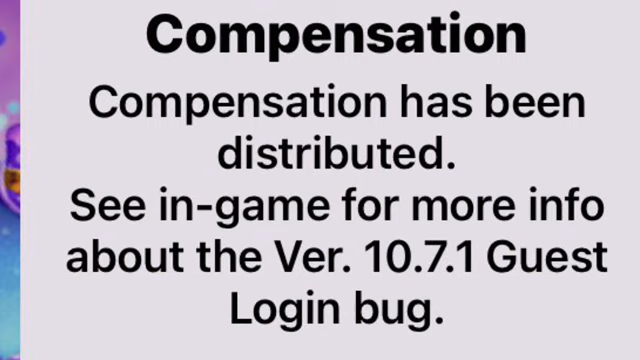 Compensation
Compensation has been
distributed.
See in-game for more info
about the Ver. 10.7.1 Guest
Login bug.